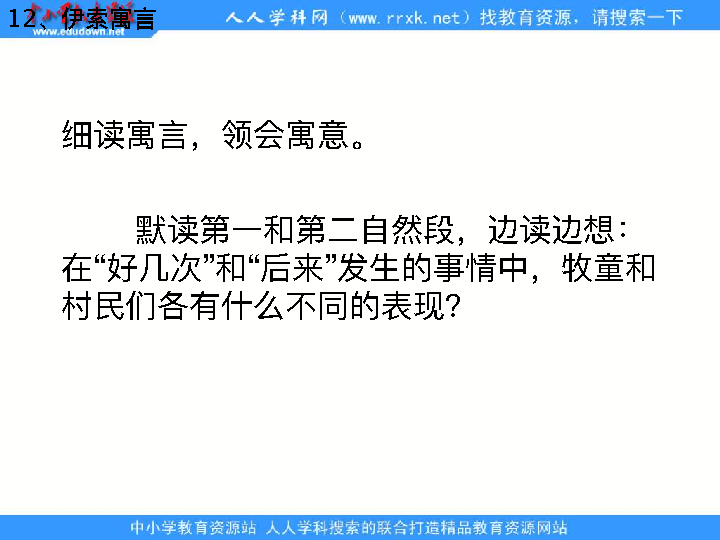 12、伊索寓言
www.edudown.net
人人学科网（www.rrxk.net）找教育资源，请搜索一下
细读寓言，领会寓意。
默读第一和第二自然段，边读边想：
在“好几次”和“后来”发生的事情中，牧童和
村民们各有什么不同的表现？
中小学教育资源站 人人学科搜索的联合打造精品教育资源网站